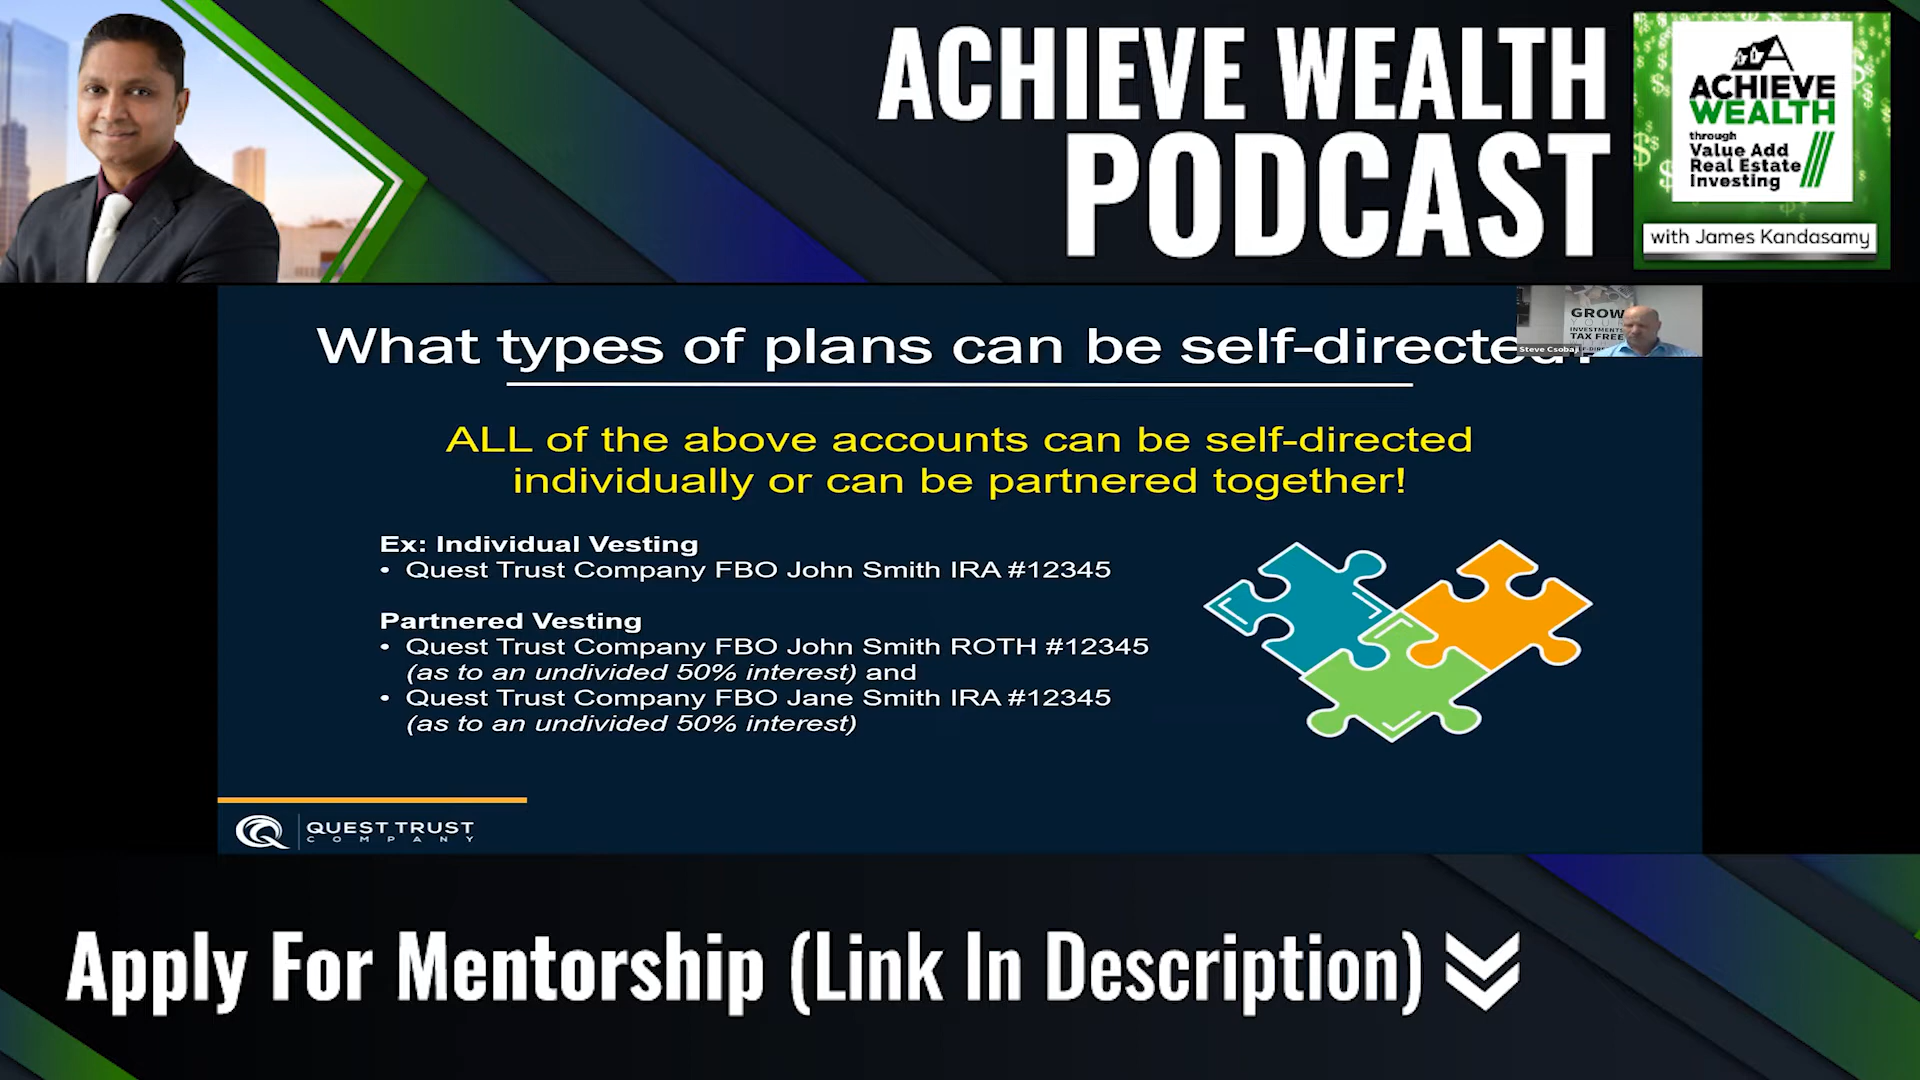 ACHIEVE WEALTH
PODCAST
ACHIEVE
WEALTH
through
Value Add
Real Estate
Investing
with James Kandasamy
What types of plans can be self-directed?
GROW
YOUR
INVESTMENTS
TAX FREE
Steve Csobaji
ALL of the above accounts can be self-directed
individually or can be partnered together!
Ex: Individual Vesting
• Quest Trust Company FBO John Smith IRA #12345
Partnered Vesting
• Quest Trust Company FBO John Smith ROTH #12345
(as to an undivided 50% interest) and
• Quest Trust Company FBO Jane Smith IRA #12345
(as to an undivided 50% interest)
QUEST TRUST
COMPANY
Apply For Mentorship (Link In Description)